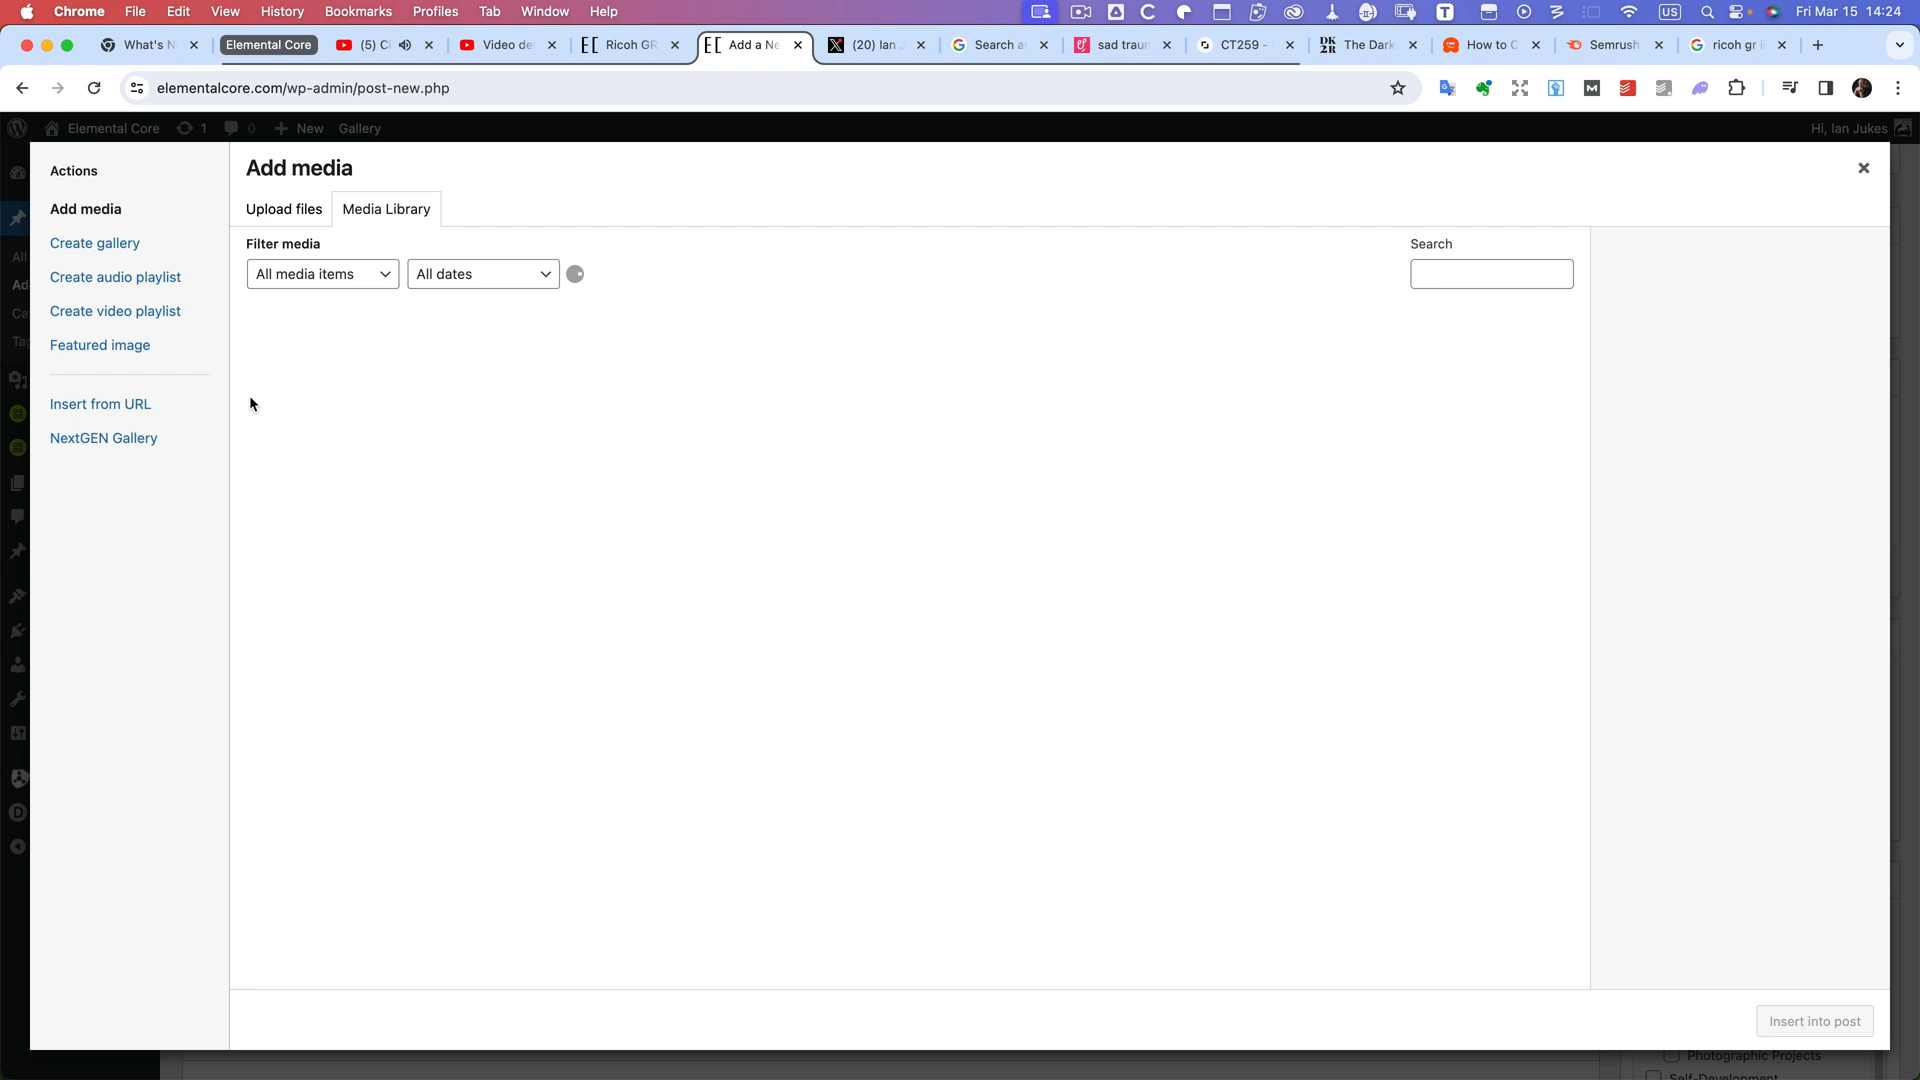 Chrome File Edit View History Bookmarks Profiles Tab Window Help US Fri Mar 15 14:24
What's N Elemental Core (5) Ci Video de Ricoh GR Add a Ne (20) Ian J Search a sad traun CT259 - The Dark How to C Semrush ricoh gr i
elementalcore.com/wp-admin/post-new.php
Elemental Core 1 0 New Gallery Hi, Ian Jukes
Actions
Add media
Create gallery
Create audio playlist
Create video playlist
Featured image
Insert from URL
NextGEN Gallery
Add media
Upload files Media Library
Filter media Search
All media items All dates
Insert into post
Photographic Projects
Self-Development